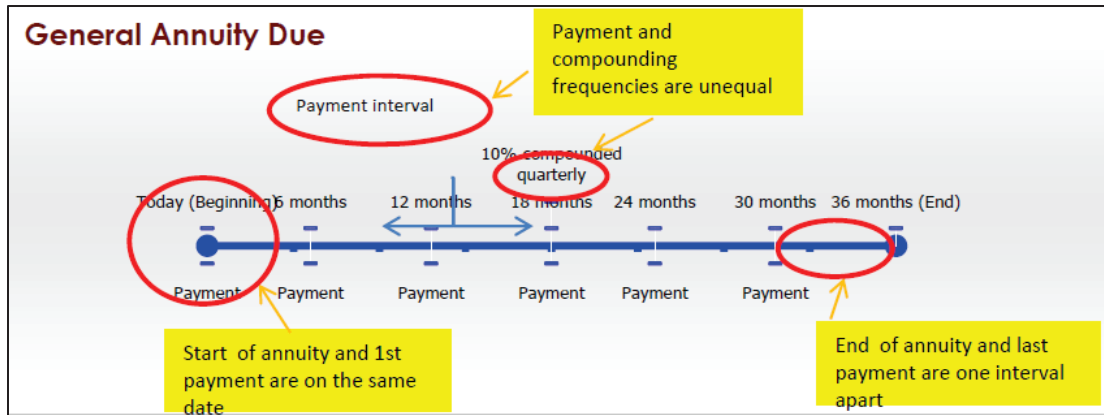 General Annuity Due
Payment and
compounding
frequencies are unequal
Payment interval
10% compounded
quarterly
Today (Beginning) 6 months 12 months 18 months 24 months 30 months 36 months (End)
Payment Payment Payment Payment Payment Payment
Start of annuity and 1st
payment are on the same
date
End of annuity and last
payment are one interval
apart